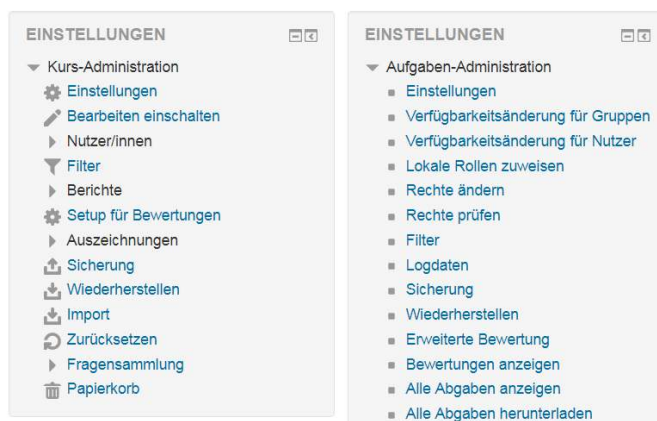 EINSTELLUNGEN
Kurs-Administration
Einstellungen
Bearbeiten einschalten
Nutzer/innen
Filter
Berichte
Setup für Bewertungen
Auszeichnungen
Sicherung
Wiederherstellen
Import
Zurücksetzen
Fragensammlung
Papierkorb
EINSTELLUNGEN
Aufgaben-Administration
Einstellungen
Verfügbarkeitsänderung für Gruppen
Verfügbarkeitsänderung für Nutzer
Lokale Rollen zuweisen
Rechte ändern
Rechte prüfen
Filter
Logdaten
Sicherung
Wiederherstellen
Erweiterte Bewertung
Bewertungen anzeigen
Alle Abgaben anzeigen
Alle Abgaben herunterladen